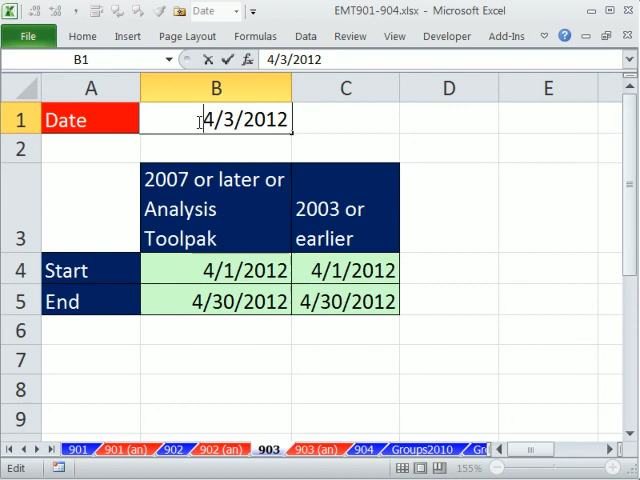 Date
EMT901-904.xlsx - Microsoft Excel
File Home Insert Page Layout Formulas Data Review View Developer Add-Ins
B1 fx 4/3/2012
A B C D E
1 Date 4/3/2012
2
2007 or later or
Analysis 2003 or
3 Toolpak earlier
4 Start 4/1/2012 4/1/2012
5 End 4/30/2012 4/30/2012
6
7
8
9
901 901 (an) 902 902 (an) 903 903 (an) 904 Groups2010 Gr
Edit 155%